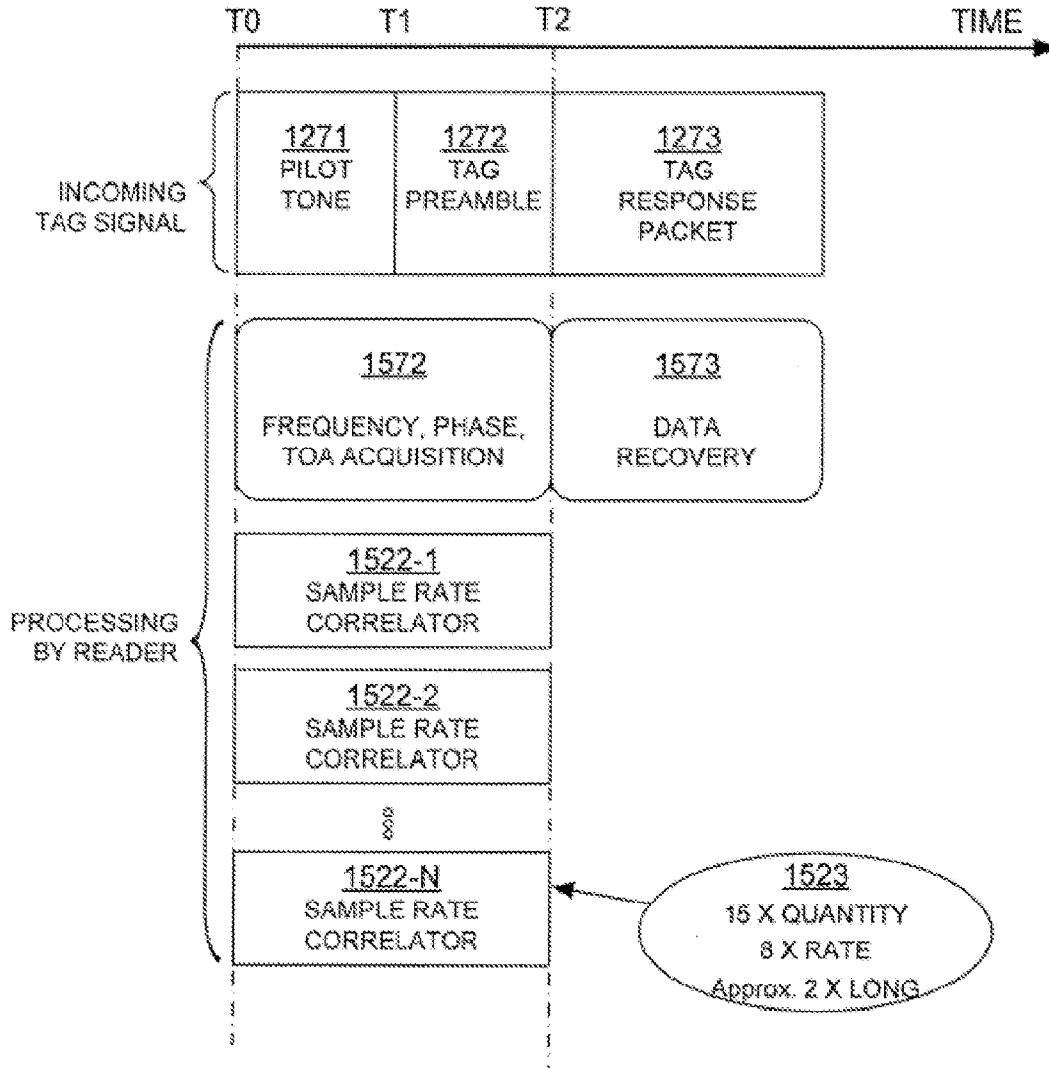 T0 T1 T2 TIME
INCOMING
TAG SIGNAL
1271
PILOT
TONE
1272
TAG
PREAMBLE
1273
TAG
RESPONSE
PACKET
PROCESSING
BY READER
1572
FREQUENCY, PHASE,
TOA ACQUISITION
1573
DATA
RECOVERY
1522-1
SAMPLE RATE
CORRELATOR
1522-2
SAMPLE RATE
CORRELATOR
1522-N
SAMPLE RATE
CORRELATOR
1523
15 X QUANTITY
8 X RATE
Approx. 2 X LONG